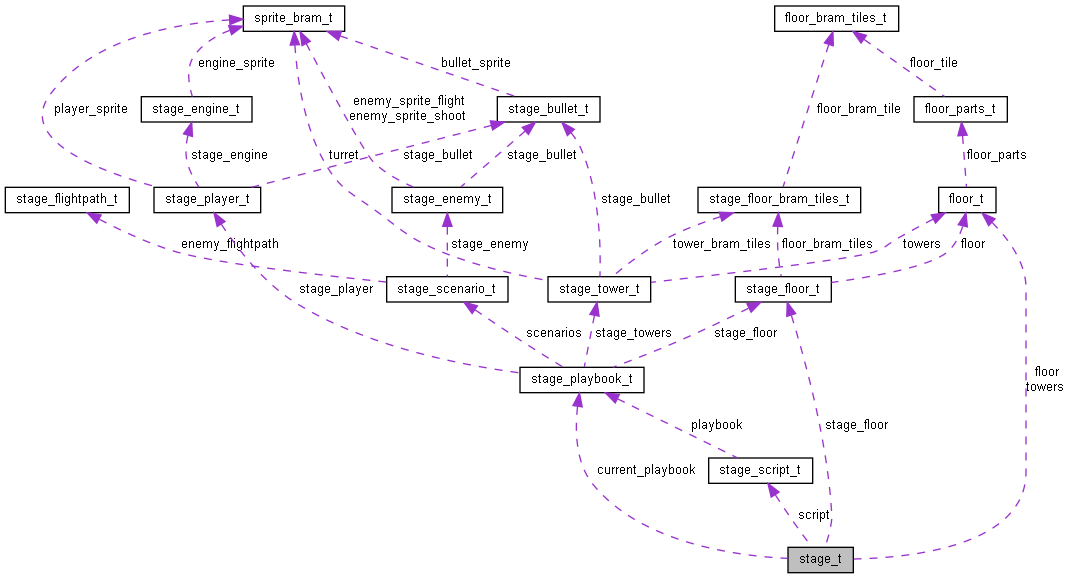 sprite_bram_t
floor_bram_tiles_t
engine_sprite
bullet_sprite
floor_tile
player_sprite
stage_engine_t
enemy_sprite_flight
enemy_sprite_shoot
stage_bullet_t
floor_bram_tile
floor_parts_t
stage_engine
turret
stage_bullet
stage_bullet
floor_parts
stage_flightpath_t
stage_player_t
stage_enemy_t
stage_bullet
stage_floor_bram_tiles_t
floor_t
enemy_flightpath
stage_enemy
tower_bram_tiles
floor_bram_tiles
towers
floor
stage_player
stage_scenario_t
stage_tower_t
stage_floor_t
scenarios
stage_towers
stage_floor
stage_playbook_t
floor
towers
playbook
stage_floor
current_playbook
stage_script_t
script
stage_t